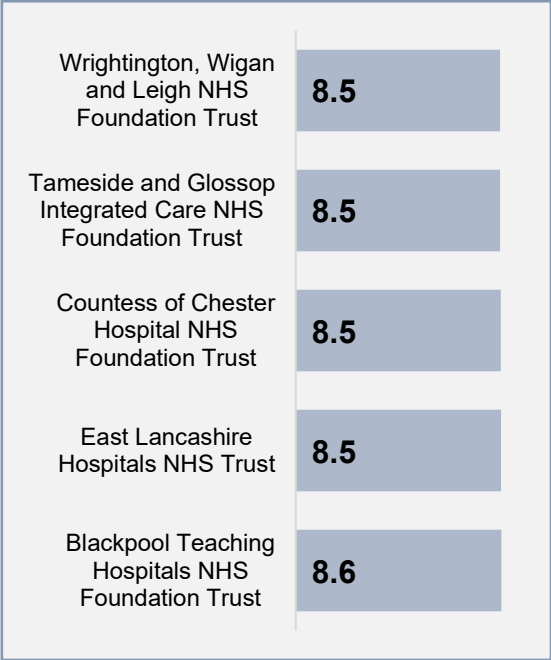 Wrightington, Wigan
and Leigh NHS
Foundation Trust
8.5
Tameside and Glossop
Integrated Care NHS
Foundation Trust
8.5
Countess of Chester
Hospital NHS
Foundation Trust
8.5
East Lancashire
Hospitals NHS Trust
8.5
Blackpool Teaching
Hospitals NHS
Foundation Trust
8.6